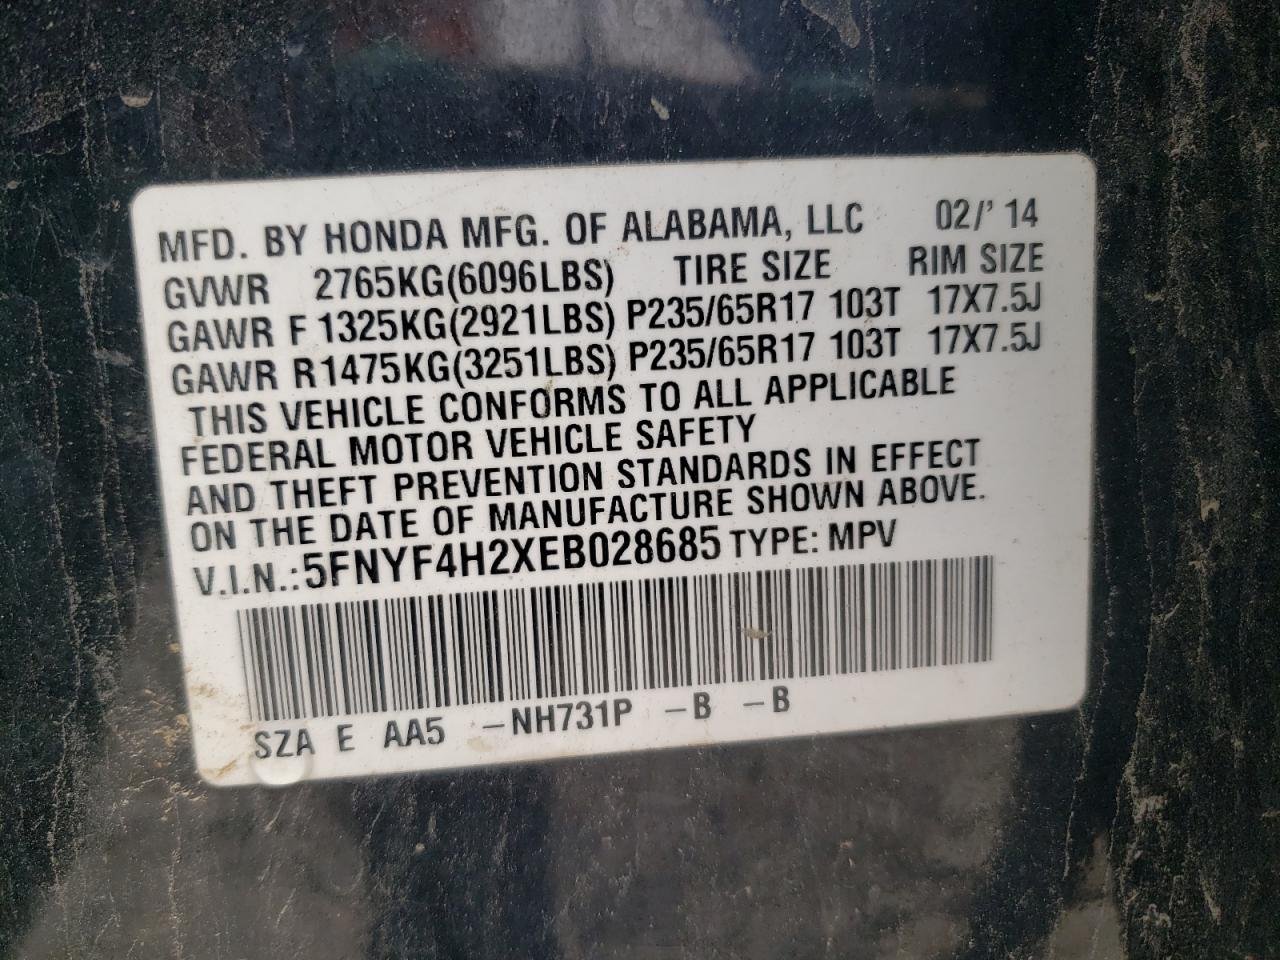 MFD. BY HONDA MFG. OF ALABAMA, LLC 02/' 14
GVWR 2765KG(6096LBS) TIRE SIZE RIM SIZE
GAWR F 1325KG(2921LBS) P235/65R17 103T 17X7.5J
GAWR R1475KG(3251LBS) P235/65R17 103T 17X7.5J
THIS VEHICLE CONFORMS TO ALL APPLICABLE
FEDERAL MOTOR VEHICLE SAFETY
AND THEFT PREVENTION STANDARDS IN EFFECT
ON THE DATE OF MANUFACTURE SHOWN ABOVE.
V.I.N.:5FNYF4H2XEB028685 TYPE: MPV
SZA E AA5 –NH731P –B –B